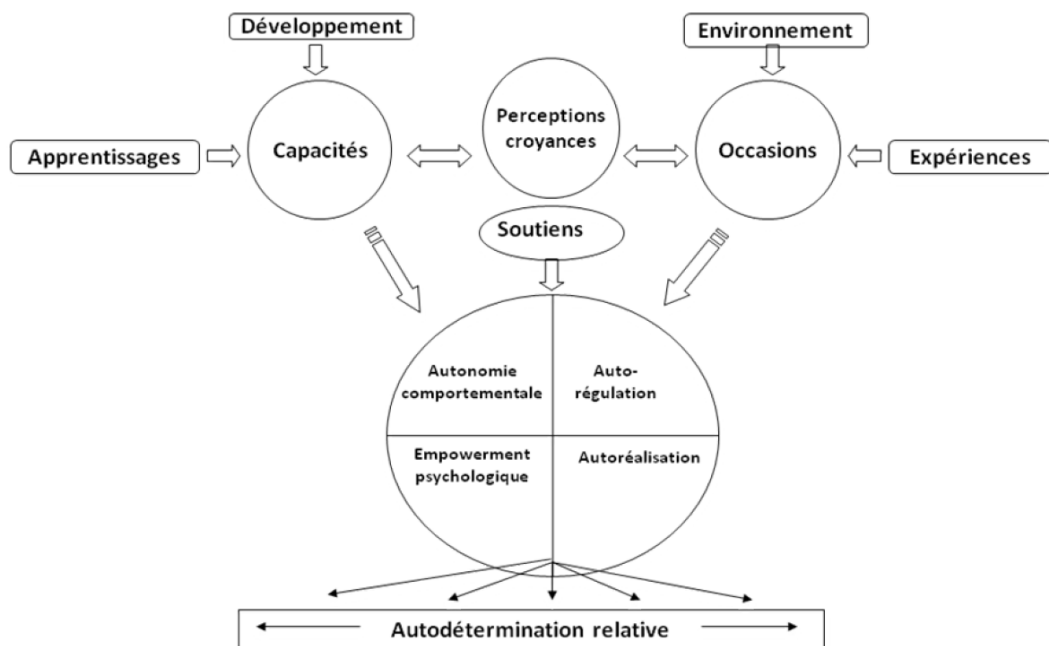 Développement
Environnement
Perceptions
croyances
Apprentissages
Capacités
Occasions
Expériences
Soutiens
Autonomie
comportementale
Auto-
régulation
Empowerment
psychologique
Autoréalisation
Autodétermination relative